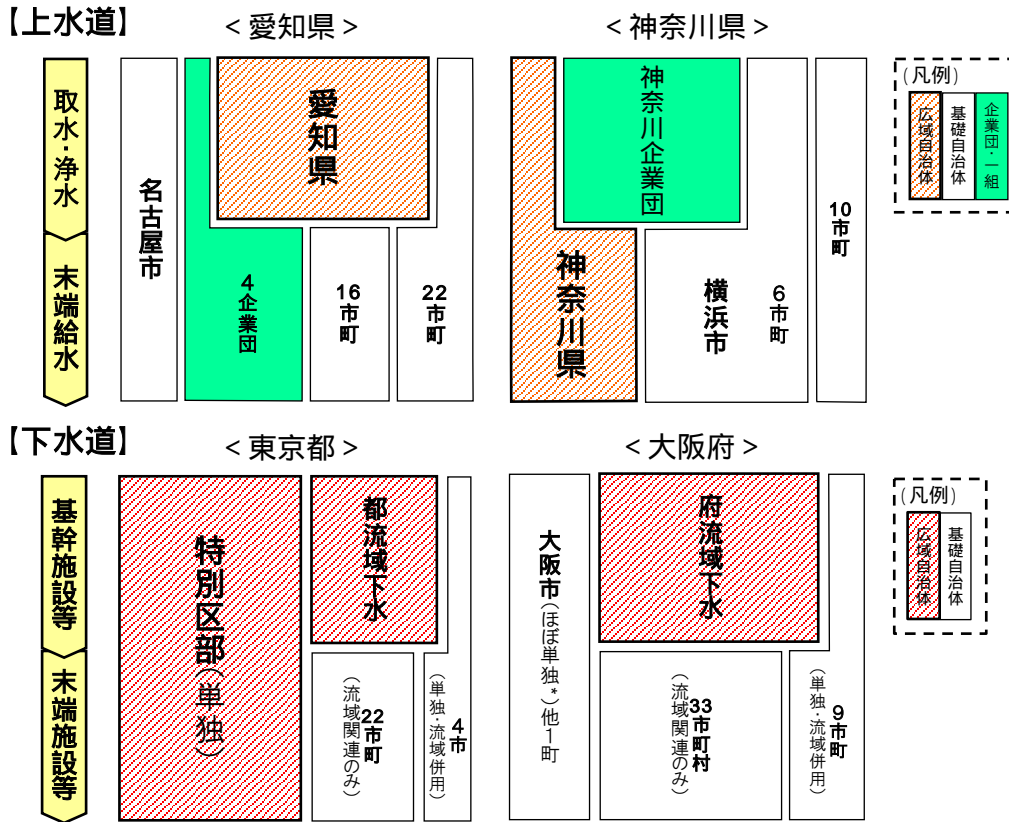 【上水道】
＜愛知県＞
＜神奈川県＞
取水・浄水
末端給水
名古屋市
4企業団
愛知県
16市町
22市町
神奈川県
神奈川企業団
横浜市
6市町
10市町
(凡例)
広域自治体
基礎自治体
企業団・一組
【下水道】
＜東京都＞
＜大阪府＞
基幹施設等
末端施設等
特別区部(単独)
都流域下水
22市町
(流域関連のみ)
4市
(単独・流域併用)
大阪市(ほぼ単独*)他1町
府流域下水
33市町村
(流域関連のみ)
9市町
(単独・流域併用)
(凡例)
広域自治体
基礎自治体